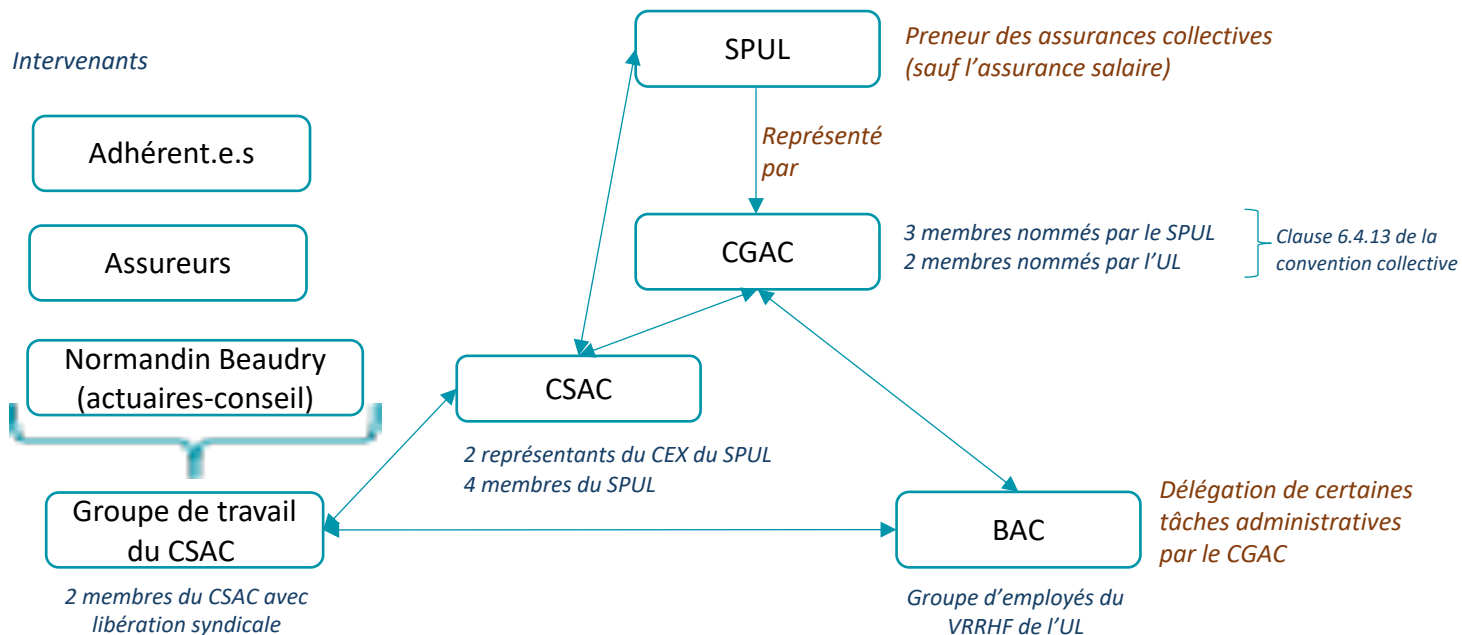 Intervenants
SPUL
Preneur des assurances collectives
(sauf l’assurance salaire)
Adhérent.e.s
Représenté
par
Assureurs
CGAC
3 membres nommés par le SPUL
2 membres nommés par l’UL
Clause 6.4.13 de la
convention collective
Normandin Beaudry
(actuaires-conseil)
CSAC
2 représentants du CEX du SPUL
4 membres du SPUL
Groupe de travail
du CSAC
2 membres du CSAC avec
libération syndicale
BAC
Groupe d’employés du
VRRHF de l’UL
Délégation de certaines
tâches administratives
par le CGAC